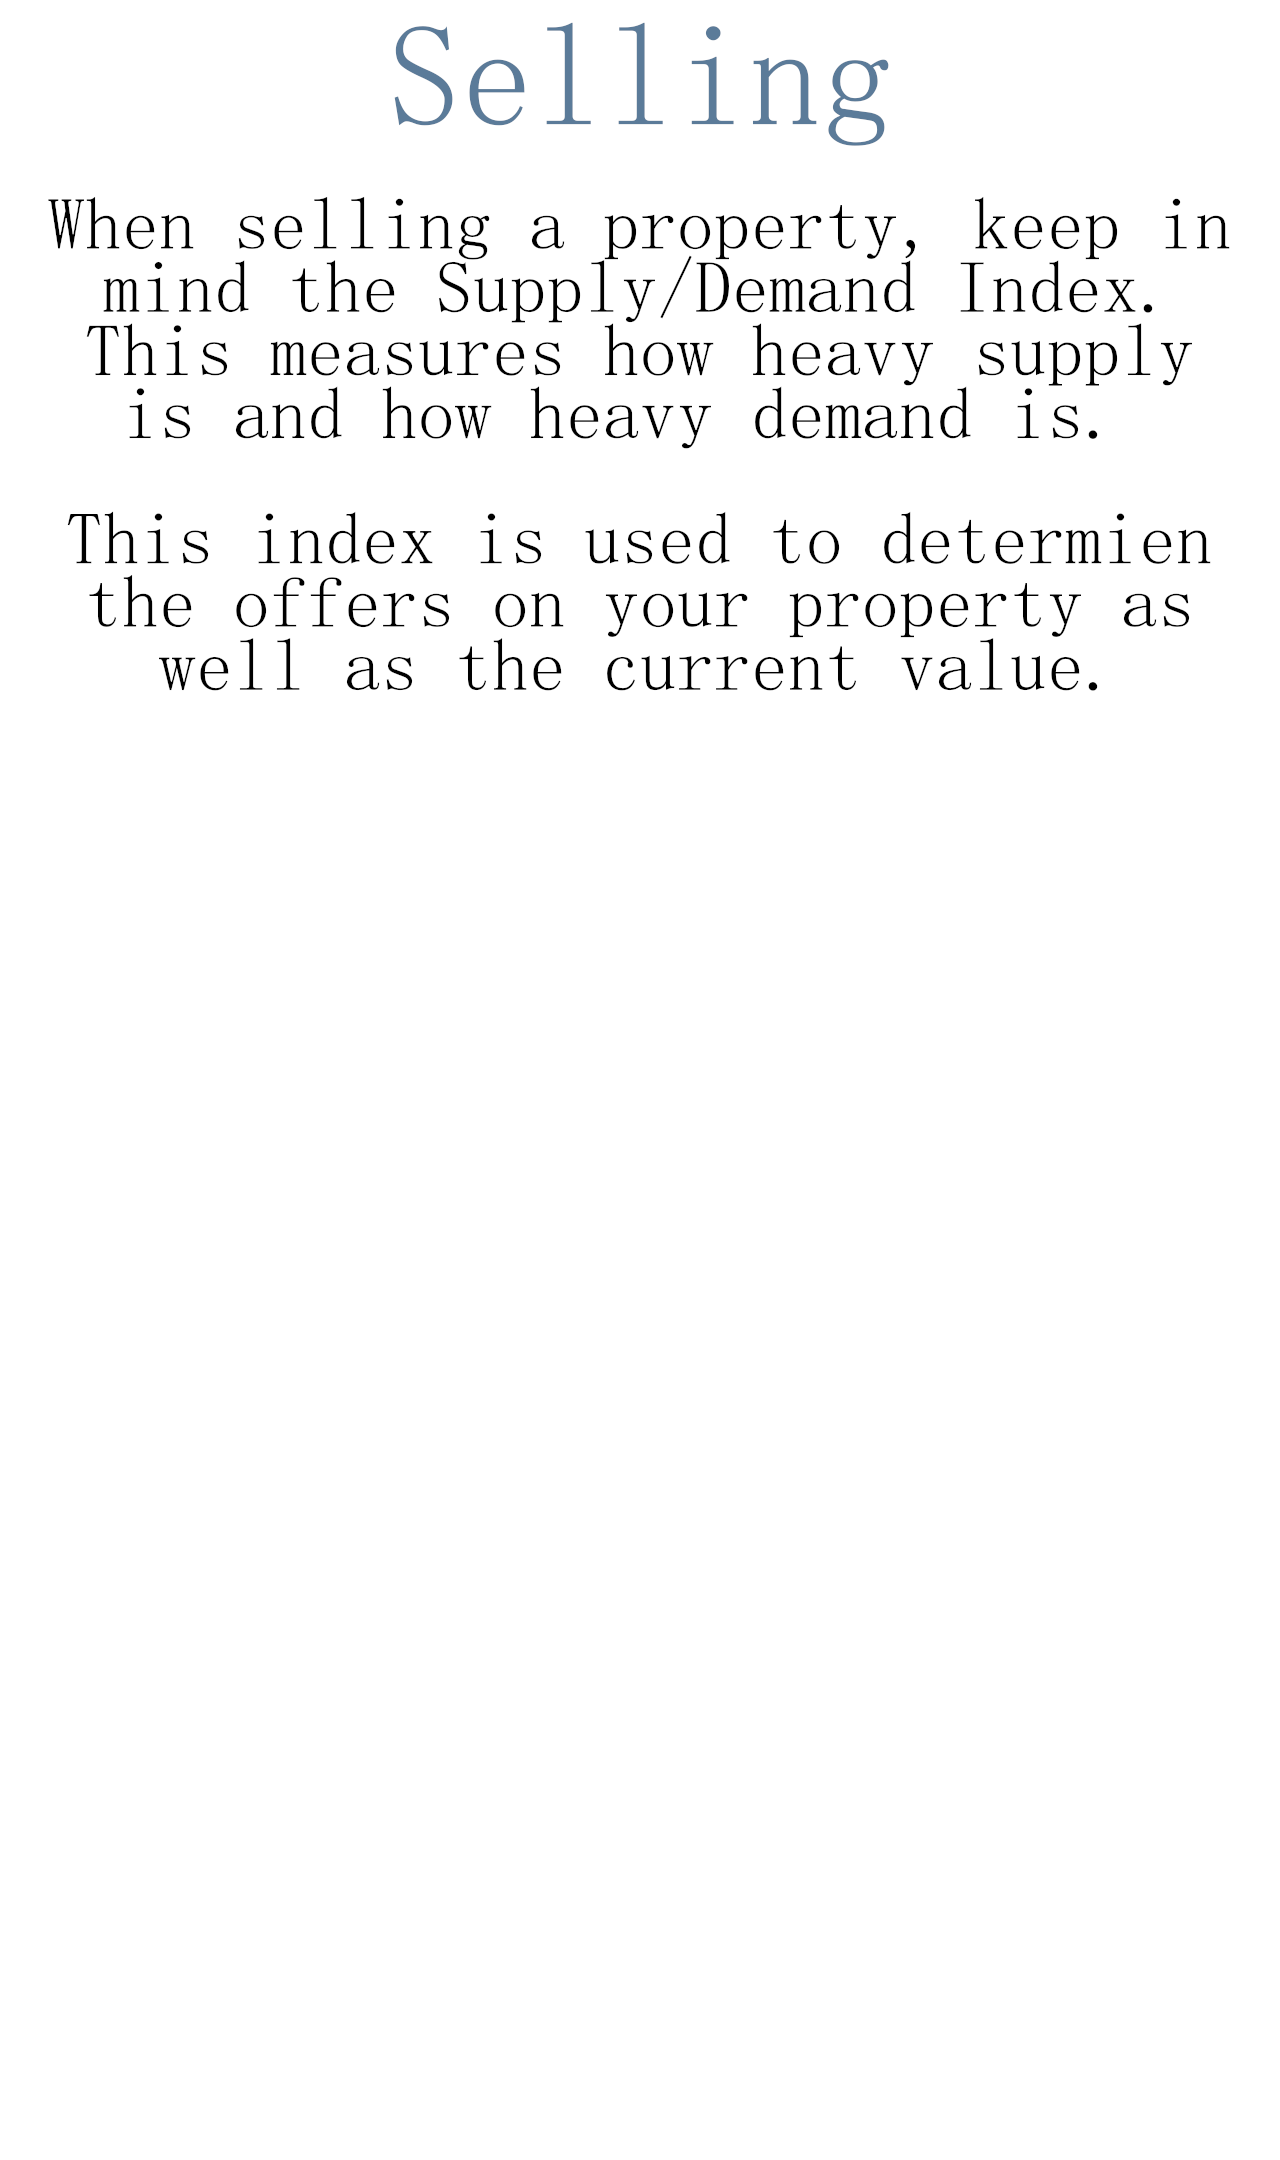 Selling
When selling a property, keep in
mind the Supply/Demand Index.
This measures how heavy supply
is and how heavy demand is.
This index is used to determien
the offers on your property as
well as the current value.